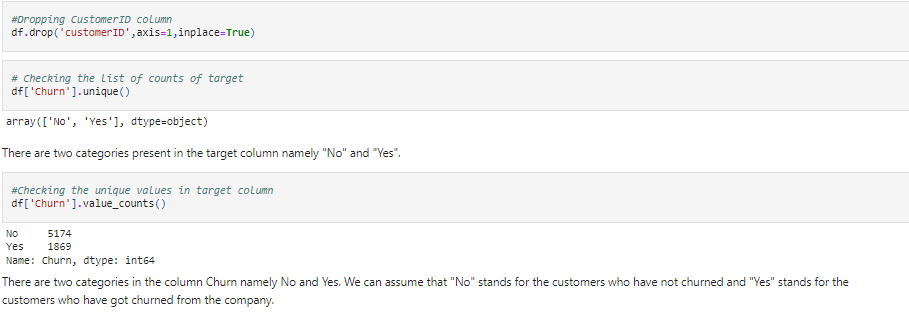 #Dropping CustomerID column
df.drop('customerID',axis=1,inplace=True)
# Checking the list of counts of target
df['Churn'].unique()
array(['No', 'Yes'], dtype=object)
There are two categories present in the target column namely "No" and "Yes".
#Checking the unique values in target column
df['Churn'].value_counts()
No     5174
Yes    1869
Name: Churn, dtype: int64
There are two categories in the column Churn namely No and Yes. We can assume that "No" stands for the customers who have not churned and "Yes" stands for the
customers who have got churned from the company.